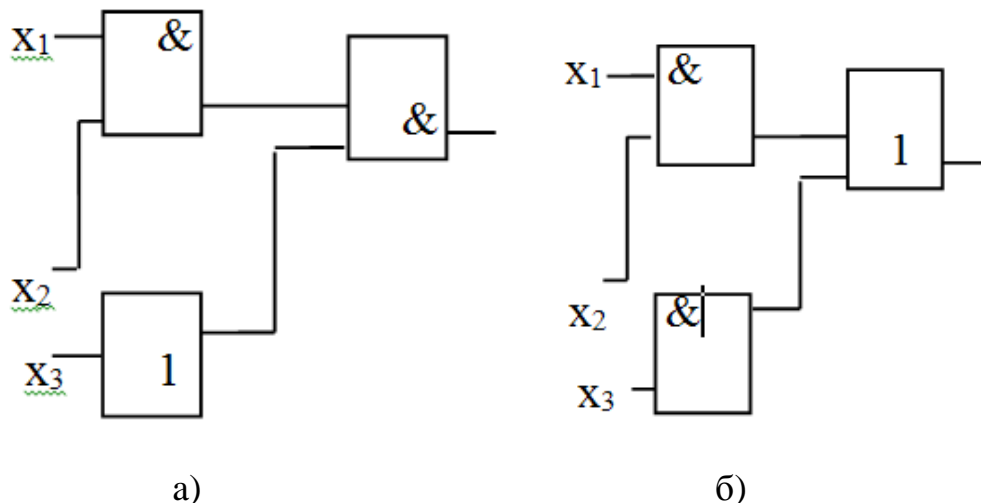 x₁ &
&
x₂
x₃ 1
x₁ &
1
x₂ &
x₃
а) б)